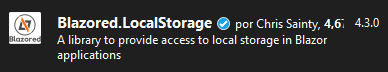 Blazored.LocalStorage por Chris Sainty, 4,6 4.3.0
A library to provide access to local storage in Blazor
applications
Blazored